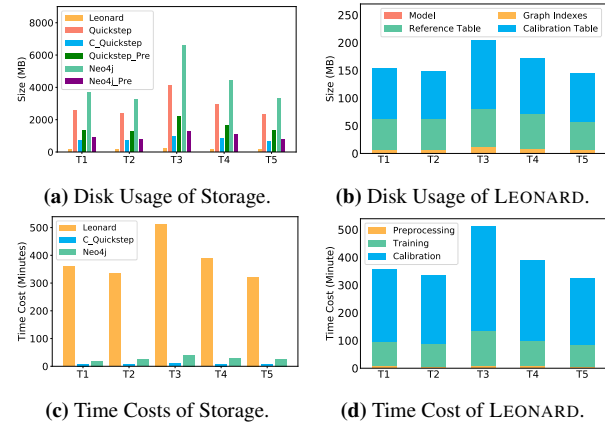 Leonard
Quickstep
C_Quickstep
Quickstep_Pre
Neo4j
Neo4j_Pre
Size (MB)
8000
6000
4000
2000
0
T1 T2 T3 T4 T5
(a) Disk Usage of Storage.
Model
Reference Table
Graph Indexes
Calibration Table
Size (MB)
250
200
150
100
50
0
T1 T2 T3 T4 T5
(b) Disk Usage of LEONARD.
Leonard
C_Quickstep
Neo4j
Time Cost (Minutes)
500
400
300
200
100
0
T1 T2 T3 T4 T5
(c) Time Costs of Storage.
Preprocessing
Training
Calibration
Time Cost (Minute)
500
400
300
200
100
0
T1 T2 T3 T4 T5
(d) Time Cost of LEONARD.